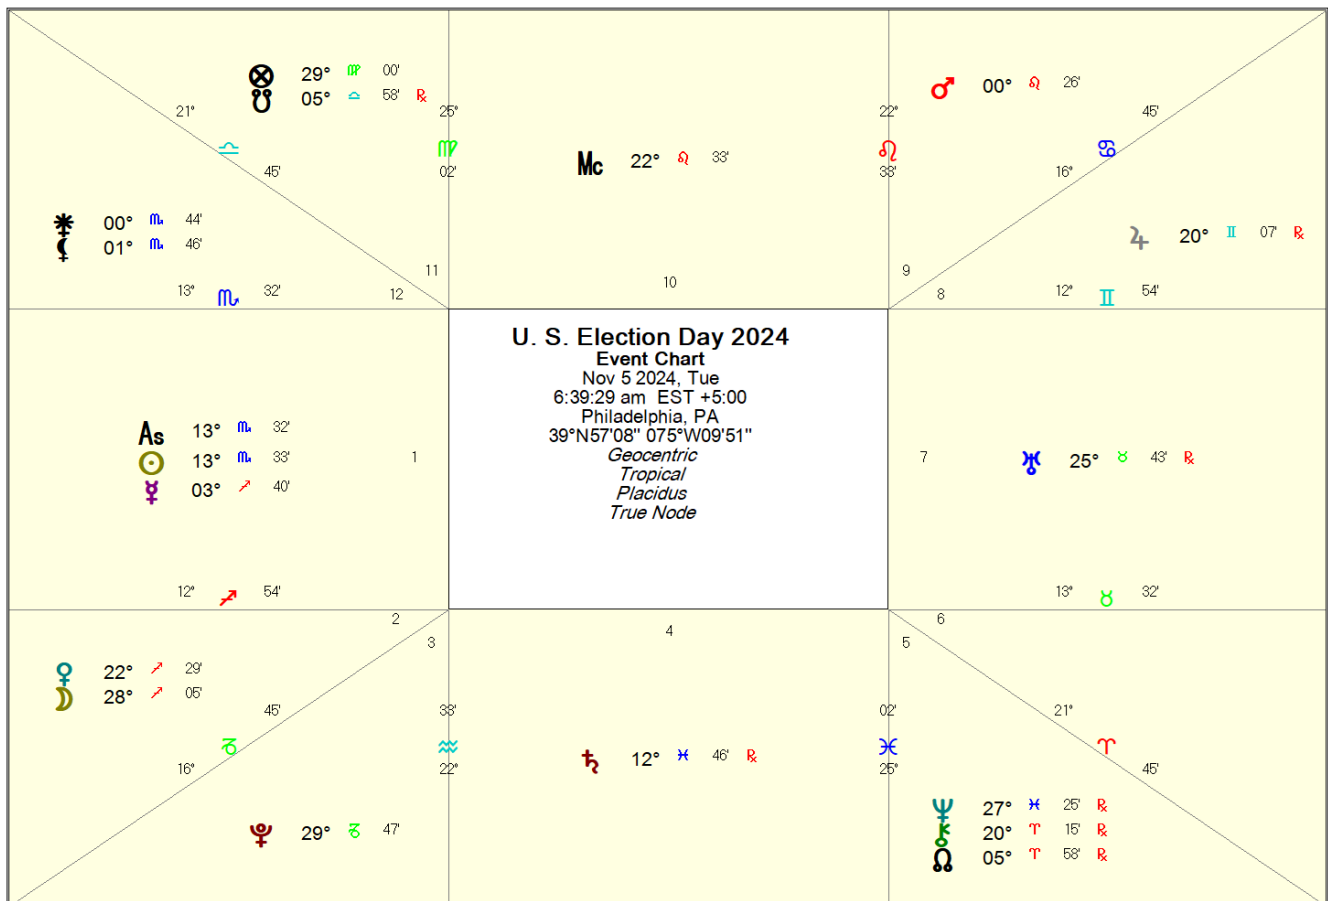 ⊗ 29° ♍ 00'
☋ 05° ♎ 58' ℞
25°
♍
02'
21°
♎
45'
⚵ 00° ♏ 44'
⚸ 01° ♏ 46'
11
13° ♏ 32'
12
Mc 22° ♌ 33'
10
22°
♌
33'
♂ 00° ♌ 26'
45'
♋
16°
♃ 20° ♊ 07' ℞
9
8
12° ♊ 54'
U. S. Election Day 2024
Event Chart
Nov 5 2024, Tue
6:39:29 am EST +5:00
Philadelphia, PA
39°N57'08" 075°W09'51"
Geocentric
Tropical
Placidus
True Node
As 13° ♏ 32'
☉ 13° ♏ 33'
☿ 03° ♐ 40'
1
7
♅ 25° ♉ 43' ℞
12° ♐ 54'
13° ♉ 32'
2
3
4
6
5
♀ 22° ♐ 29'
☽ 28° ♐ 05'
45'
♑
16°
33'
♒
22°
♄ 12° ♓ 46' ℞
02'
♓
25°
21°
♈
45'
♇ 29° ♑ 47'
♆ 27° ♓ 25' ℞
⚷ 20° ♈ 15' ℞
☊ 05° ♈ 58' ℞